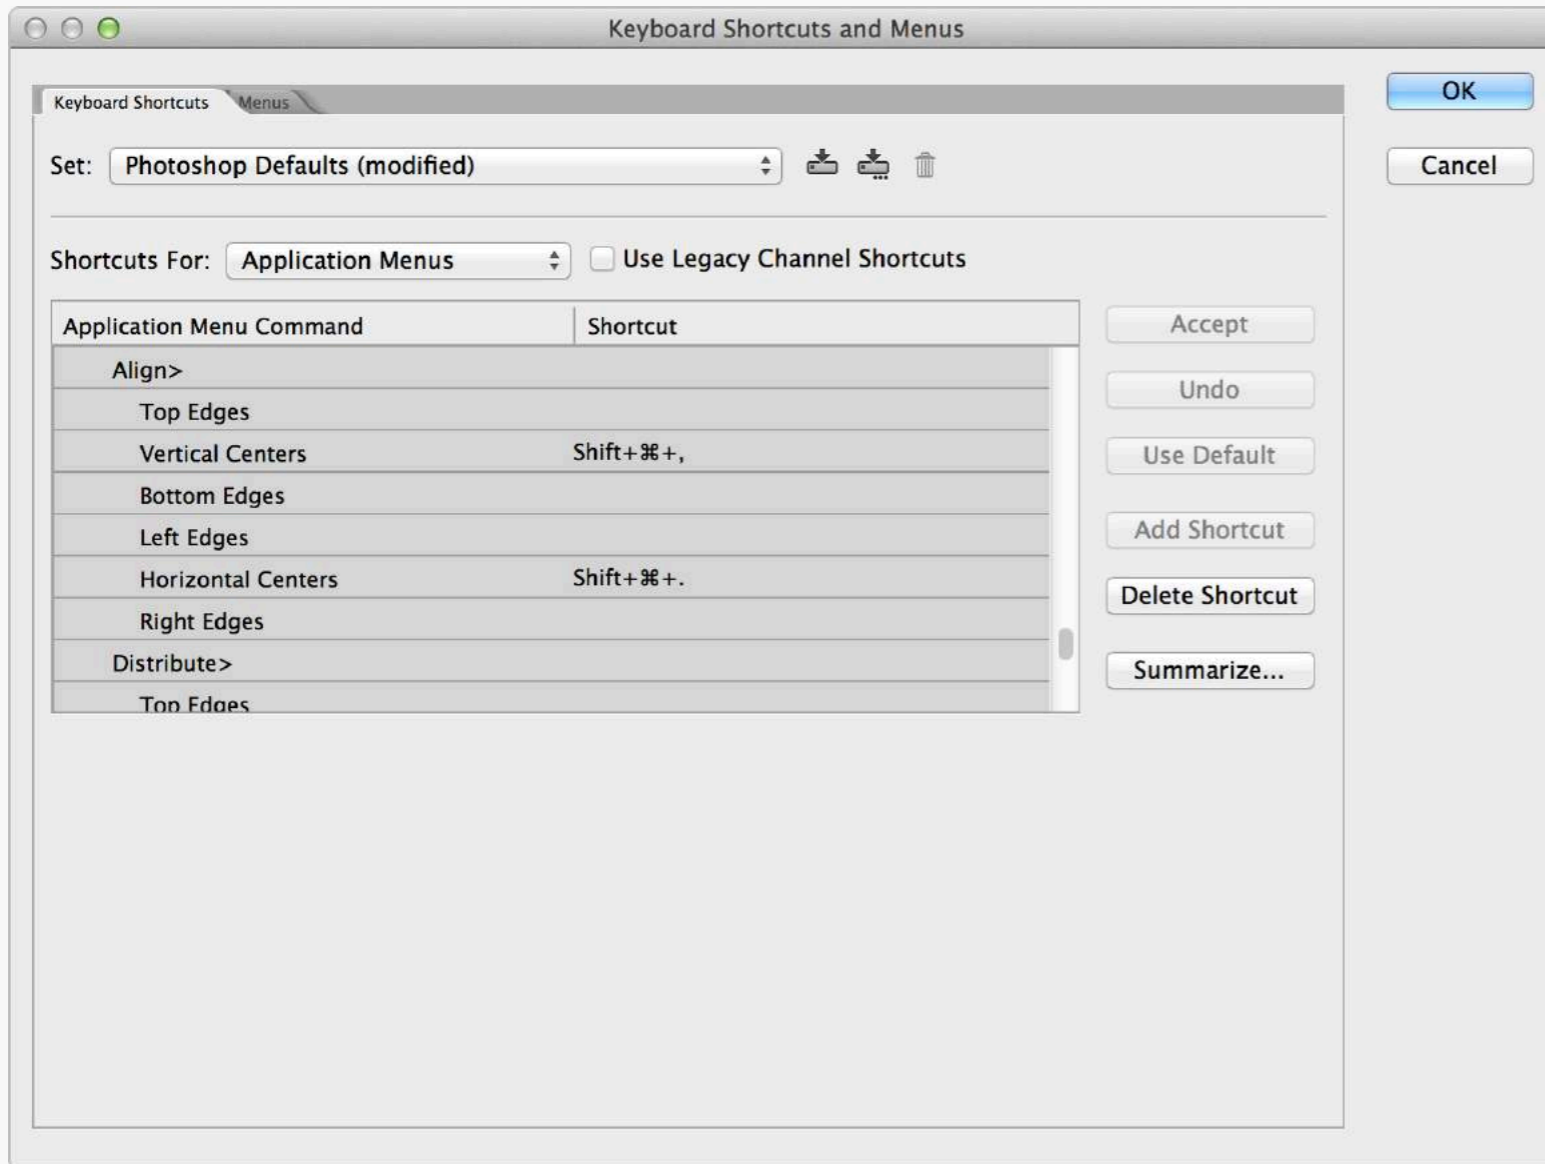 Keyboard Shortcuts and Menus
Keyboard Shortcuts Menus
OK
Set: Photoshop Defaults (modified)
Cancel
Shortcuts For: Application Menus Use Legacy Channel Shortcuts
Application Menu Command Shortcut
Accept
Align>
Undo
Top Edges
Vertical Centers Shift+⌘+,
Use Default
Bottom Edges
Left Edges
Add Shortcut
Horizontal Centers Shift+⌘+.
Delete Shortcut
Right Edges
Distribute>
Summarize...
Top Edges